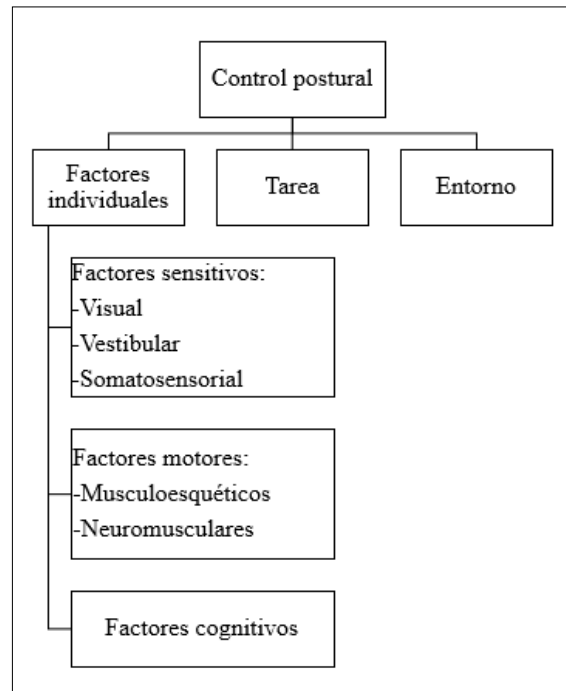 Control postural
Factores
individuales
Tarea
Entorno
Factores sensitivos:
-Visual
-Vestibular
-Somatosensorial
Factores motores:
-Musculoesquéticos
-Neuromusculares
Factores cognitivos